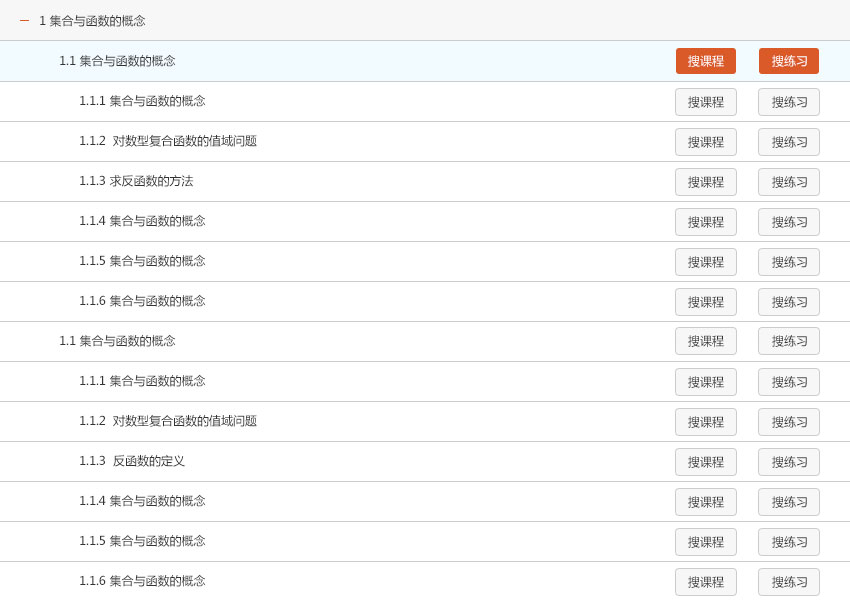 1 集合与函数的概念
1.1 集合与函数的概念 搜课程 搜练习
1.1.1 集合与函数的概念 搜课程 搜练习
1.1.2 对数型复合函数的值域问题 搜课程 搜练习
1.1.3 求反函数的方法 搜课程 搜练习
1.1.4 集合与函数的概念 搜课程 搜练习
1.1.5 集合与函数的概念 搜课程 搜练习
1.1.6 集合与函数的概念 搜课程 搜练习
1.1 集合与函数的概念 搜课程 搜练习
1.1.1 集合与函数的概念 搜课程 搜练习
1.1.2 对数型复合函数的值域问题 搜课程 搜练习
1.1.3 反函数的定义 搜课程 搜练习
1.1.4 集合与函数的概念 搜课程 搜练习
1.1.5 集合与函数的概念 搜课程 搜练习
1.1.6 集合与函数的概念 搜课程 搜练习